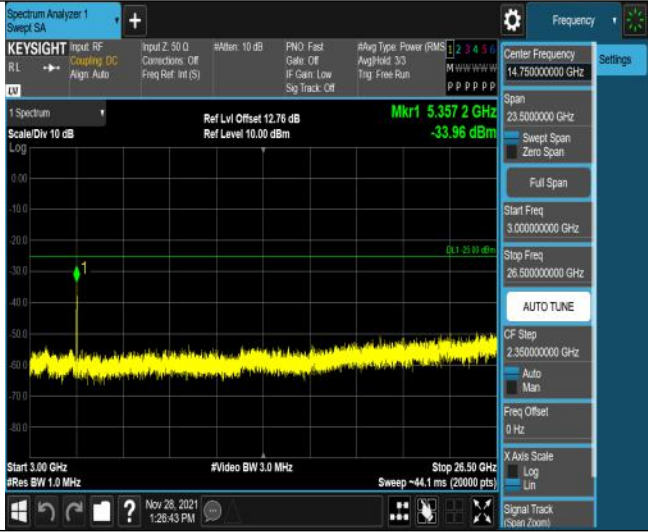 Spectrum Analyzer 1
Swept SA
+
Frequency
KEYSIGHT
Input: RF
Input Z: 50 Ω
#Atten: 10 dB
PNO: Fast
#Avg Type: Power (RMS
1 2 3 4 5 6
RL
Coupling: DC
Corrections: Off
Gate: Off
Avg|Hold: 3/3
M W W W W W
Align: Auto
Freq Ref: Int (S)
IF Gain: Low
Trig: Free Run
Sig Track: Off
P P P P P P
LV
1 Spectrum
Ref Lvl Offset 12.76 dB
Mkr1 5.357 2 GHz
Scale/Div 10 dB
Ref Level 10.00 dBm
-33.96 dBm
Log
0.00
-10.0
-20.0
DL1 -25.00 dBm
-30.0
1
-40.0
-50.0
-60.0
-70.0
-80.0
Start 3.00 GHz
#Video BW 3.0 MHz
Stop 26.50 GHz
#Res BW 1.0 MHz
Sweep ~44.1 ms (20000 pts)
?
Nov 28, 2021
1:26:43 PM
Center Frequency
14.750000000 GHz
Settings
Span
23.5000000 GHz
Swept Span
Zero Span
Full Span
Start Freq
3.000000000 GHz
Stop Freq
26.500000000 GHz
AUTO TUNE
CF Step
2.350000000 GHz
Auto
Man
Freq Offset
0 Hz
X Axis Scale
Log
Lin
Signal Track
(Span Zoom)